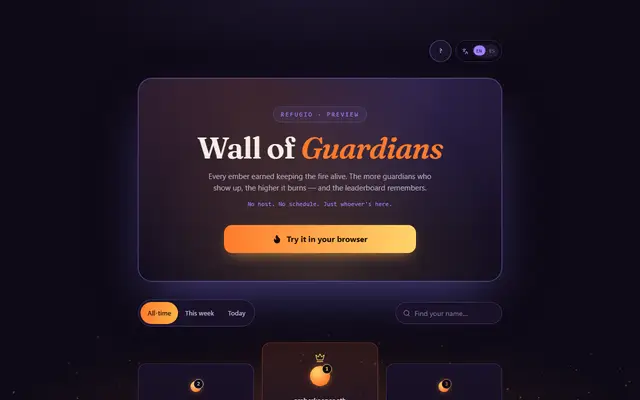 ?
EN ES
REFUGIO · PREVIEW
Wall of Guardians
Every ember earned keeping the fire alive. The more guardians who
show up, the higher it burns — and the leaderboard remembers.
No host. No schedule. Just whoever's here.
Try it in your browser
All-time This week Today
Find your name...
1
2
3